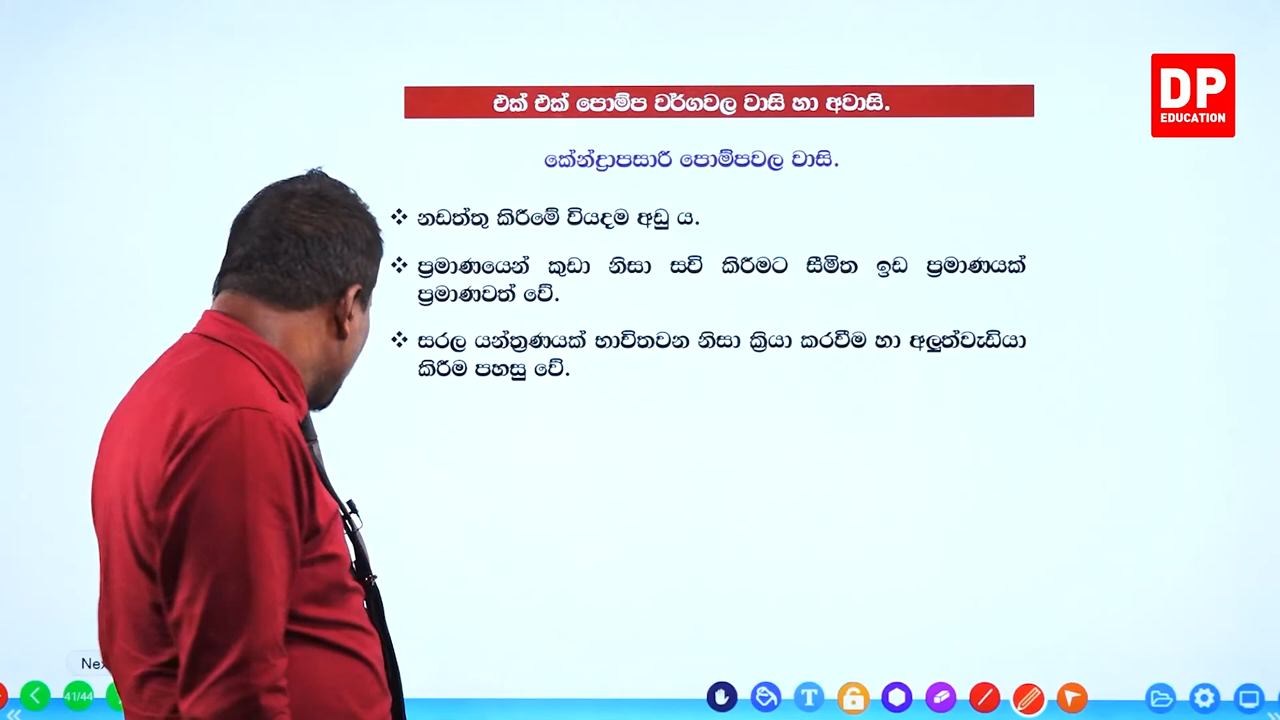 DP
EDUCATION
එක් එක් පොම්ප වර්ගවල වාසි හා අවාසි.
කේන්ද්‍රාපසාරී පොම්පවල වාසි.
❖ නඩත්තු කිරීමේ වියදම අඩු ය.
❖ ප්‍රමාණයෙන් කුඩා නිසා සවි කිරීමට සීමිත ඉඩ ප්‍රමාණයක්
ප්‍රමාණවත් වේ.
❖ සරල යන්ත්‍රණයක් භාවිතවන නිසා ක්‍රියා කරවීම හා අලුත්වැඩියා
කිරීම පහසු වේ.
41/44